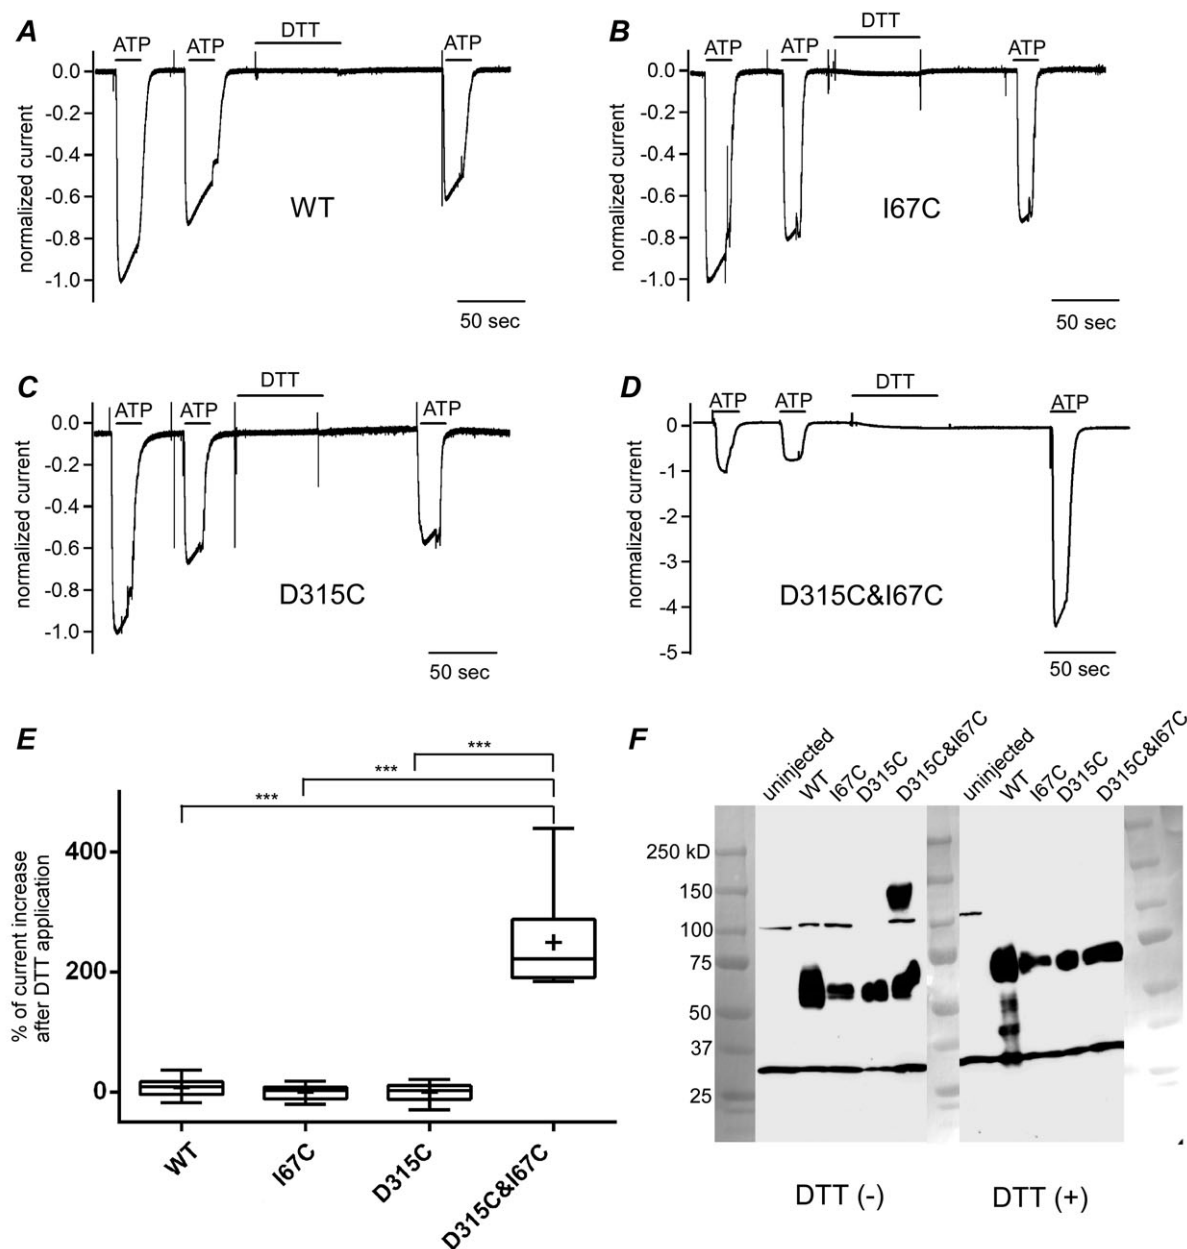 A
ATP
ATP
DTT
ATP
0.0
-0.2
-0.4
-0.6
-0.8
-1.0
normalized current
WT
50 sec
B
ATP
ATP
DTT
ATP
0.0
-0.2
-0.4
-0.6
-0.8
-1.0
normalized current
I67C
50 sec
C
ATP
ATP
DTT
ATP
0.0
-0.2
-0.4
-0.6
-0.8
-1.0
normalized current
D315C
50 sec
D
ATP
ATP
DTT
ATP
0
-1
-2
-3
-4
-5
normalized current
D315C&I67C
50 sec
E
***
***
***
400
200
0
% of current increase
after DTT application
WT
I67C
D315C
D315C&I67C
F
uninjected
WT
I67C
D315C
D315C&I67C
uninjected
WT
I67C
D315C
D315C&I67C
250 kD
150
100
75
50
37
25
DTT (-)
DTT (+)